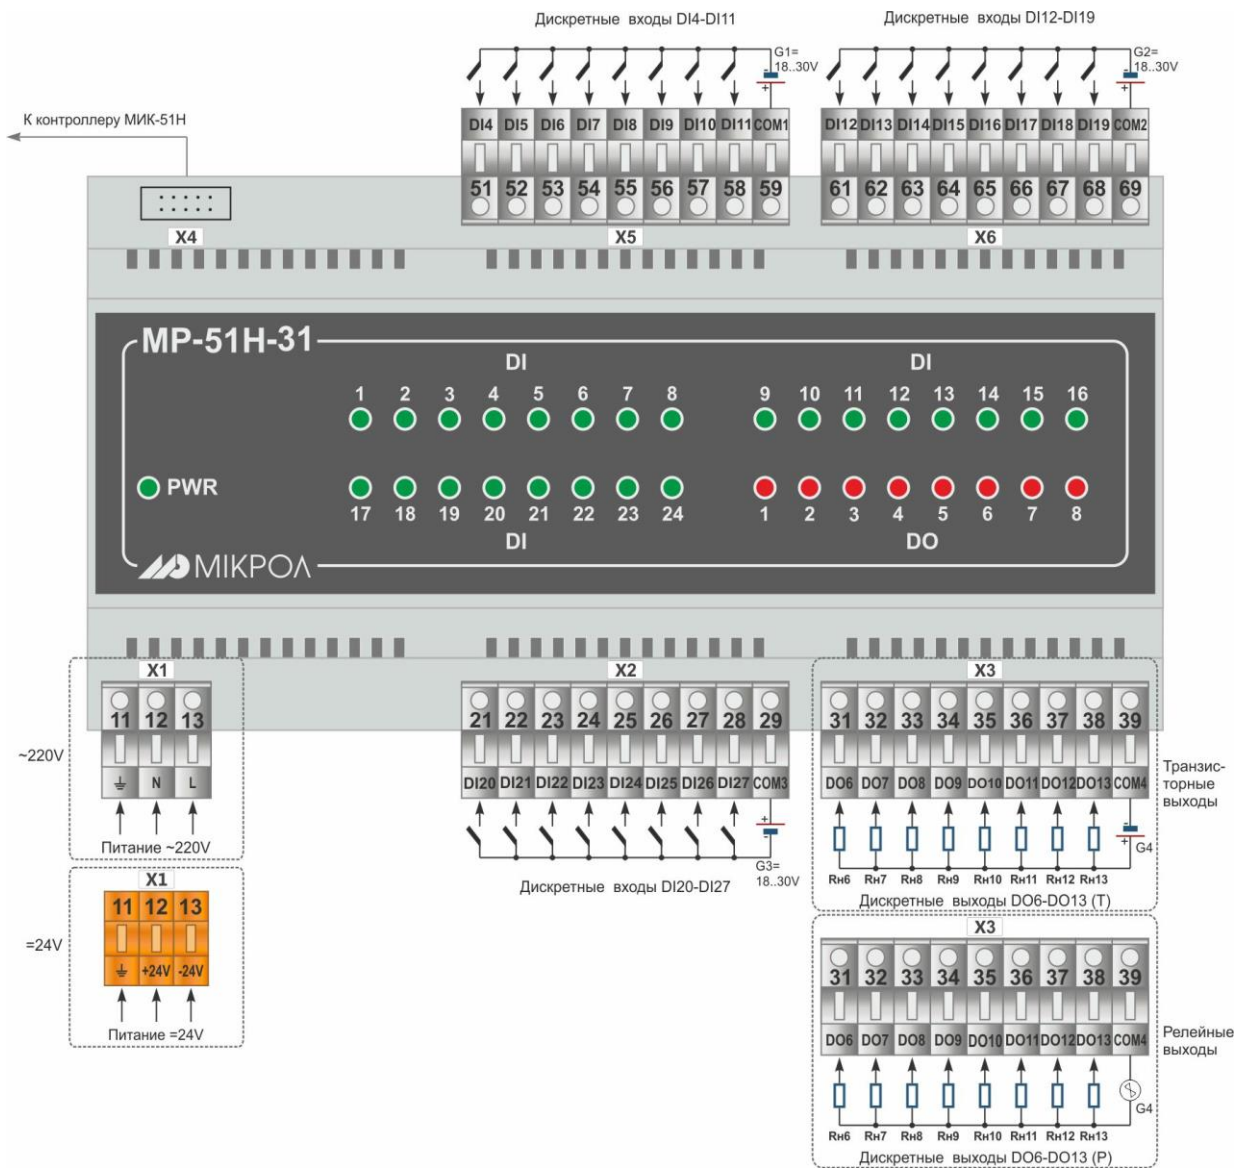 Дискретные входы DI4-DI11
Дискретные входы DI12-DI19
G1=
18..30V
G2=
18..30V
-
+
-
+
К контроллеру МИК-51Н
DI4 DI5 DI6 DI7 DI8 DI9 DI10 DI11 COM1
DI12 DI13 DI14 DI15 DI16 DI17 DI18 DI19 COM2
51 52 53 54 55 56 57 58 59
61 62 63 64 65 66 67 68 69
X4
X5
X6
МР-51Н-31
DI
DI
1 2 3 4 5 6 7 8
9 10 11 12 13 14 15 16
PWR
17 18 19 20 21 22 23 24
1 2 3 4 5 6 7 8
DI
DO
МІКРОЛ
X1
X2
X3
11 12 13
21 22 23 24 25 26 27 28 29
31 32 33 34 35 36 37 38 39
~220V
N L
DI20 DI21 DI22 DI23 DI24 DI25 DI26 DI27 COM3
DO6 DO7 DO8 DO9 DO10 DO11 DO12 DO13 COM4
Транзис-
торные
выходы
+
-
-
+
G4
Питание ~220V
G3=
18..30V
Rн6 Rн7 Rн8 Rн9 Rн10 Rн11 Rн12 Rн13
Дискретные входы DI20-DI27
Дискретные выходы DO6-DO13 (Т)
X1
11 12 13
=24V
+24V -24V
Питание =24V
X3
31 32 33 34 35 36 37 38 39
DO6 DO7 DO8 DO9 DO10 DO11 DO12 DO13 COM4
Релейные
выходы
G4
Rн6 Rн7 Rн8 Rн9 Rн10 Rн11 Rн12 Rн13
Дискретные выходы DO6-DO13 (Р)